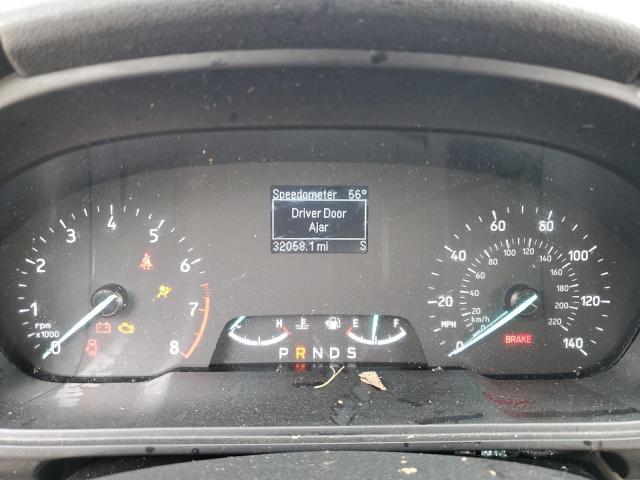 Speedometer 56°
Driver Door
Ajar
32058.1 mi S
0 1 2 3 4 5 6 7 8
rpm
x1000
C H E F
P R N D S
0 20 40 60 80 100 120 140
MPH
0 20 40 60 80 100 120 140 160 180 200 220
km/h
BRAKE